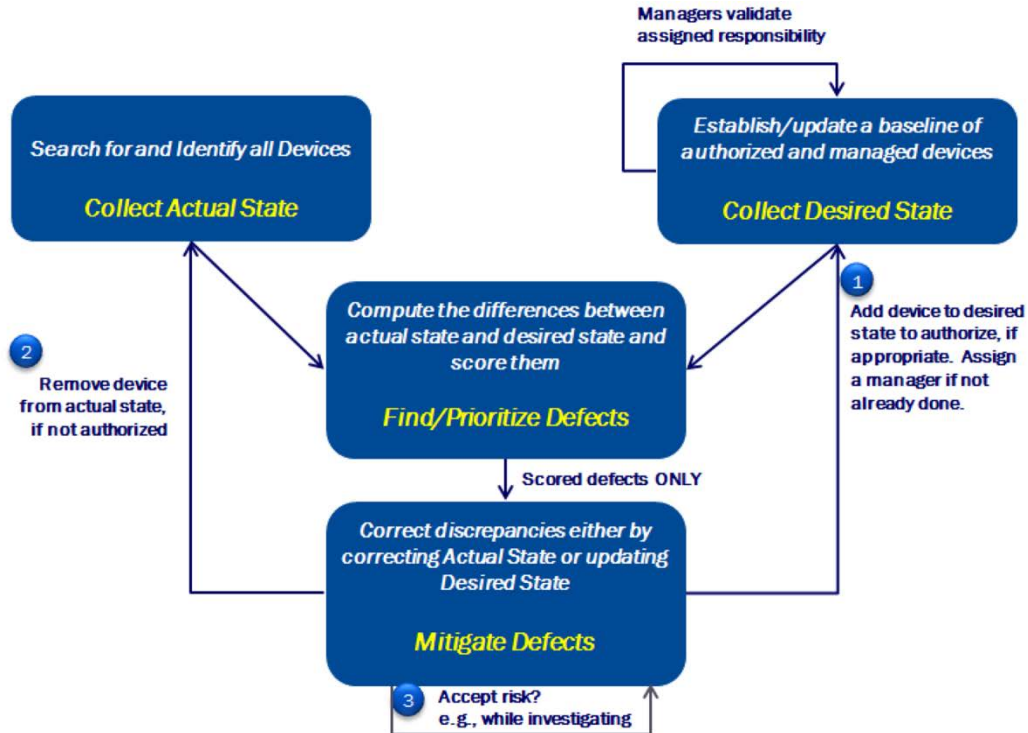 Managers validate
assigned responsibility
Search for and Identify all Devices
Collect Actual State
Establish/update a baseline of
authorized and managed devices
Collect Desired State
Compute the differences between
actual state and desired state and
score them
Find/Prioritize Defects
1
Add device to desired
state to authorize, if
appropriate. Assign
a manager if not
already done.
2
Remove device
from actual state,
if not authorized
Scored defects ONLY
Correct discrepancies either by
correcting Actual State or updating
Desired State
Mitigate Defects
3
Accept risk?
e.g., while investigating